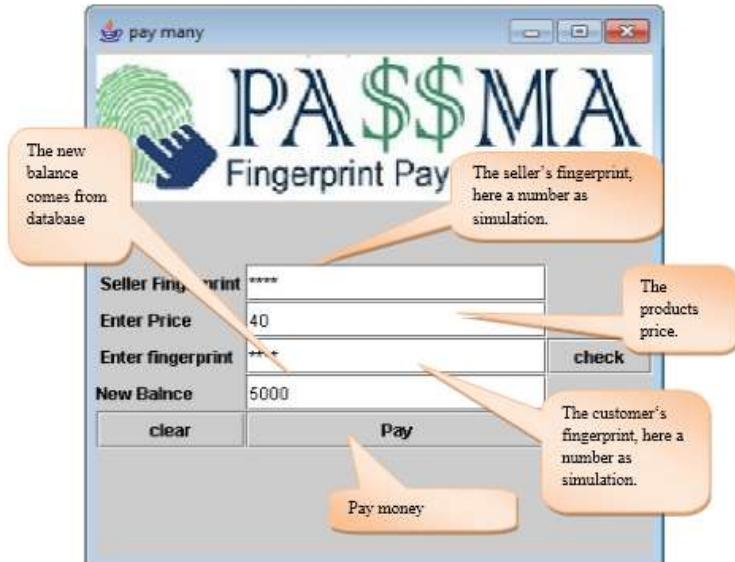 pay many
PA$$MA
Fingerprint Pay
The new
balance
comes from
database
The seller's fingerprint,
here a number as
simulation.
Seller Fing rint ****
The
products
price.
Enter Price 40
Enter fingerprint check
New Balnce 5000
clear Pay
The customer's
fingerprint, here a
number as
simulation.
Pay money